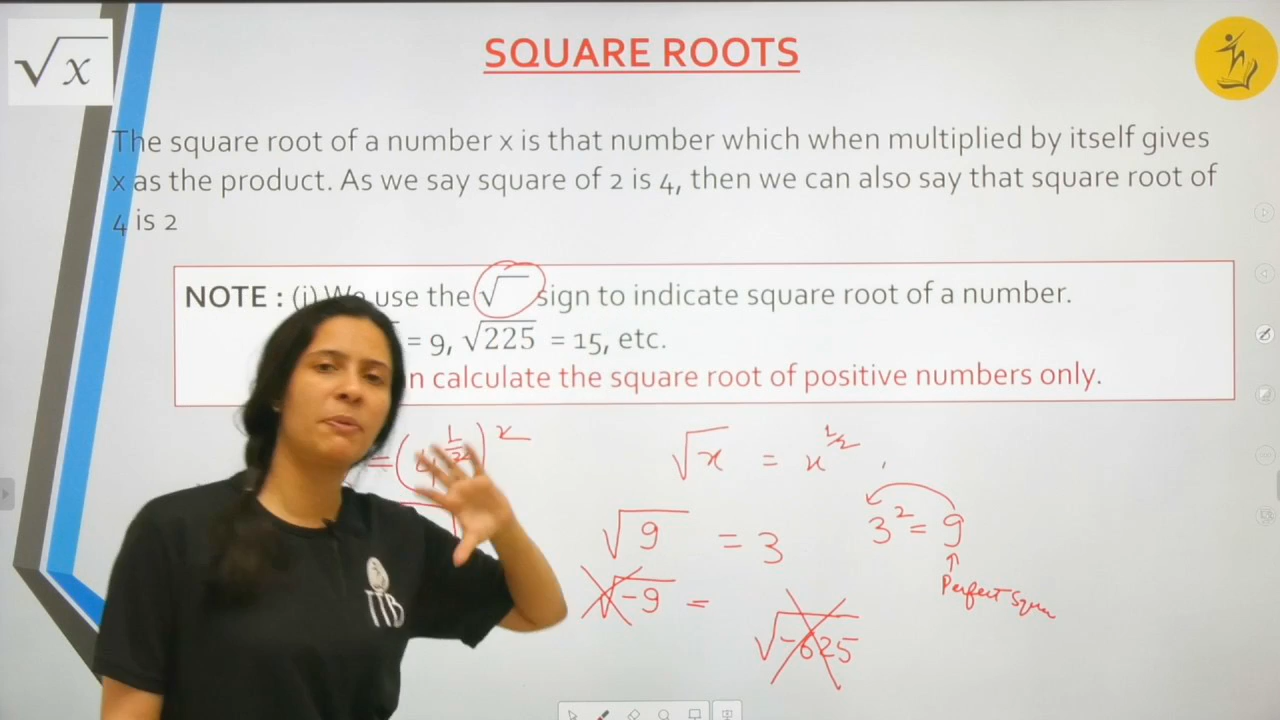 √x
SQUARE ROOTS
The square root of a number x is that number which when multiplied by itself gives
x as the product. As we say square of 2 is 4, then we can also say that square root of
4 is 2
NOTE : (i) We use the √ sign to indicate square root of a number.
= 9, √225 = 15, etc.
n calculate the square root of positive numbers only.
√x = x^1/2
√9 = 3
3² = 9
√-9 =
Perfect Square
√-625